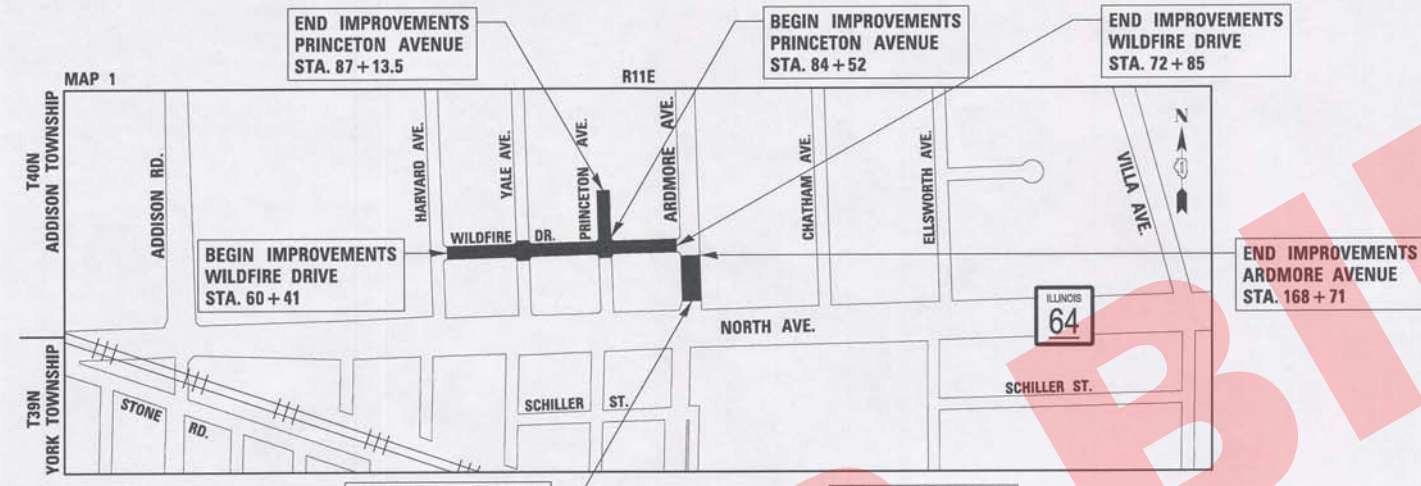 END IMPROVEMENTS
PRINCETON AVENUE
STA. 87+13.5
BEGIN IMPROVEMENTS
PRINCETON AVENUE
STA. 84+52
END IMPROVEMENTS
WILDFIRE DRIVE
STA. 72+85
MAP 1
R11E
T40N
ADDISON TOWNSHIP
ADDISON RD.
HARVARD AVE.
YALE AVE.
PRINCETON AVE.
ARDMORE AVE.
CHATHAM AVE.
ELLSWORTH AVE.
VILLA AVE.
N
WILDFIRE DR.
BEGIN IMPROVEMENTS
WILDFIRE DRIVE
STA. 60+41
END IMPROVEMENTS
ARDMORE AVENUE
STA. 168+71
ILLINOIS
64
NORTH AVE.
T39N
YORK TOWNSHIP
STONE RD.
SCHILLER ST.
SCHILLER ST.
BI